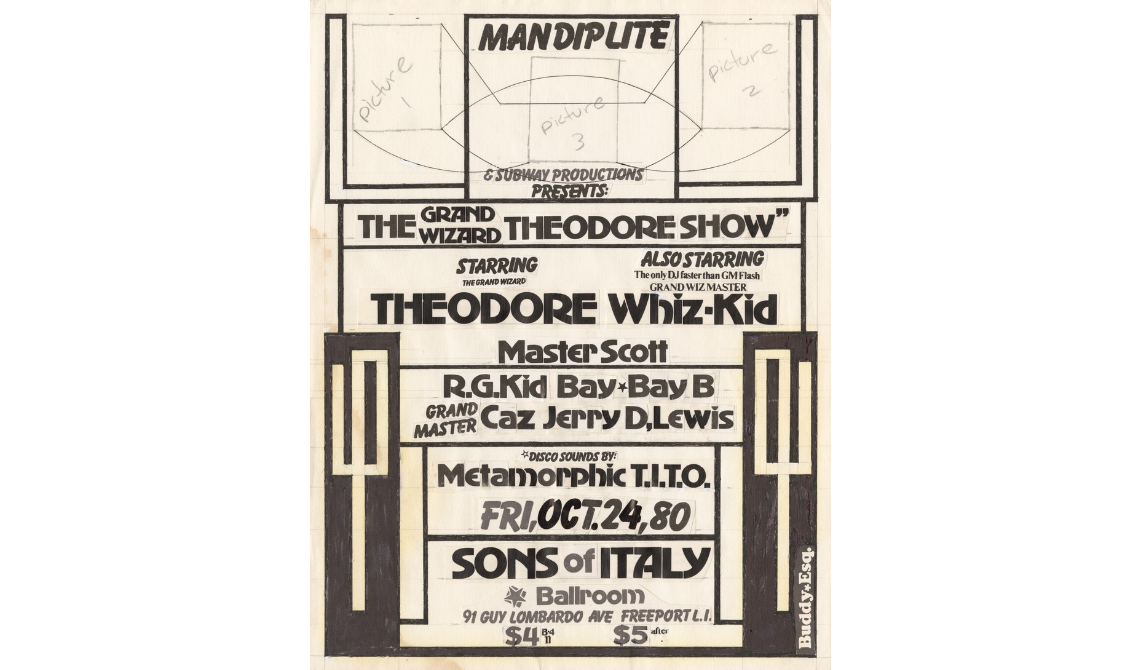 MANDIPLITE
picture 1
picture 2
picture 3
& SUBWAY PRODUCTIONS
PRESENTS:
THE GRAND WIZARD THEODORE SHOW”
STARRING
THE GRAND WIZARD
THEODORE
ALSO STARRING
The only DJ faster than GM Flash
GRAND WIZ MASTER
Whiz-Kid
Master Scott
R.G.Kid Bay★Bay B
GRAND MASTER Caz Jerry D,Lewis
☆DISCO SOUNDS BY:
Metamorphic T.I.T.O.
FRI,OCT.24,80
SONS of ITALY
Ballroom
91 GUY LOMBARDO AVE FREEPORT L.I.
$4 B4 11 $5 after
Buddy★Esq.